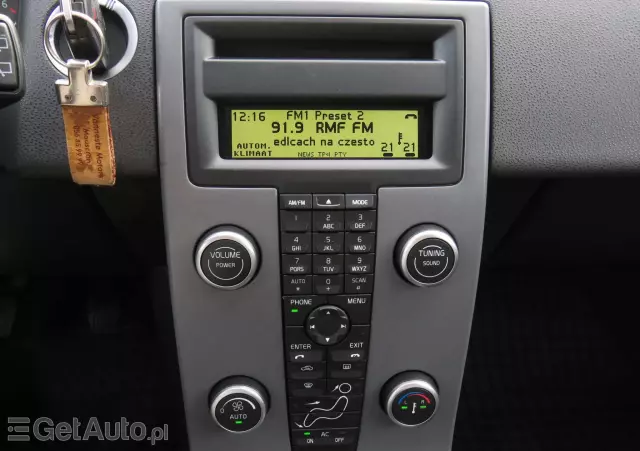 6
12:16 FM1 Preset 2
91.9 RMF FM
edlcach na czesto
AUTOM. KLIMAAT
NEWS TP4 PTY
21 21
AM/FM MODE
1 2 ABC 3 DEF
4 GHI 5 JKL 6 MNO
7 PQRS 8 TUV 9 WXYZ
AUTO * 0 + SCAN #
VOLUME
POWER
TUNING
SOUND
PHONE MENU
ENTER EXIT
AUTO
AC
ON OFF
GetAuto.pl